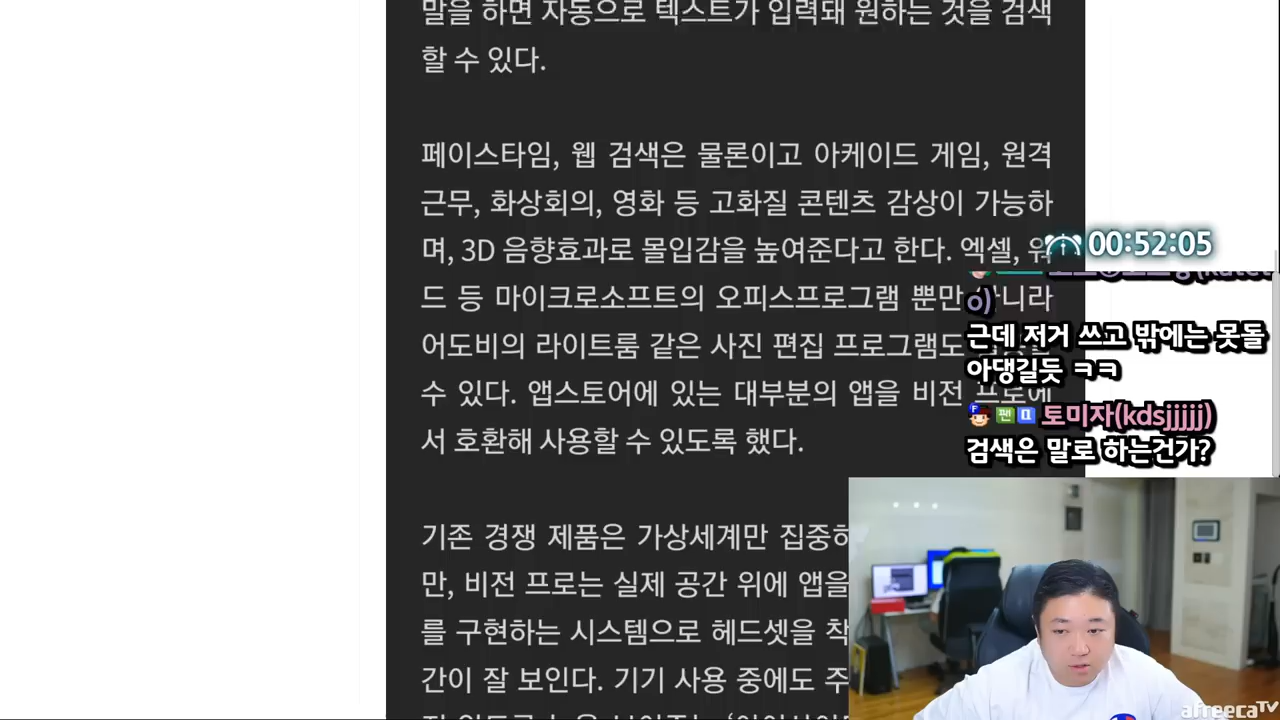 말을 하면 자동으로 텍스트가 입력돼 원하는 것을 검색
할 수 있다.
페이스타임, 웹 검색은 물론이고 아케이드 게임, 원격
근무, 화상회의, 영화 등 고화질 콘텐츠 감상이 가능하
며, 3D 음향효과로 몰입감을 높여준다고 한다. 엑셀, 워
드 등 마이크로소프트의 오피스프로그램 뿐만 아니라
어도비의 라이트룸 같은 사진 편집 프로그램도
수 있다. 앱스토어에 있는 대부분의 앱을 비전 프로에
서 호환해 사용할 수 있도록 했다.
기존 경쟁 제품은 가상세계만 집중하
만, 비전 프로는 실제 공간 위에 앱을
를 구현하는 시스템으로 헤드셋을 착
간이 잘 보인다. 기기 사용 중에도 주
00:52:05
이)
근데 저거 쓰고 밖에는 못돌
아댕길듯 ㅋㅋ
F 팬 α 토미자(kdsjjjjj)
검색은 말로 하는건가?
afreecaTV